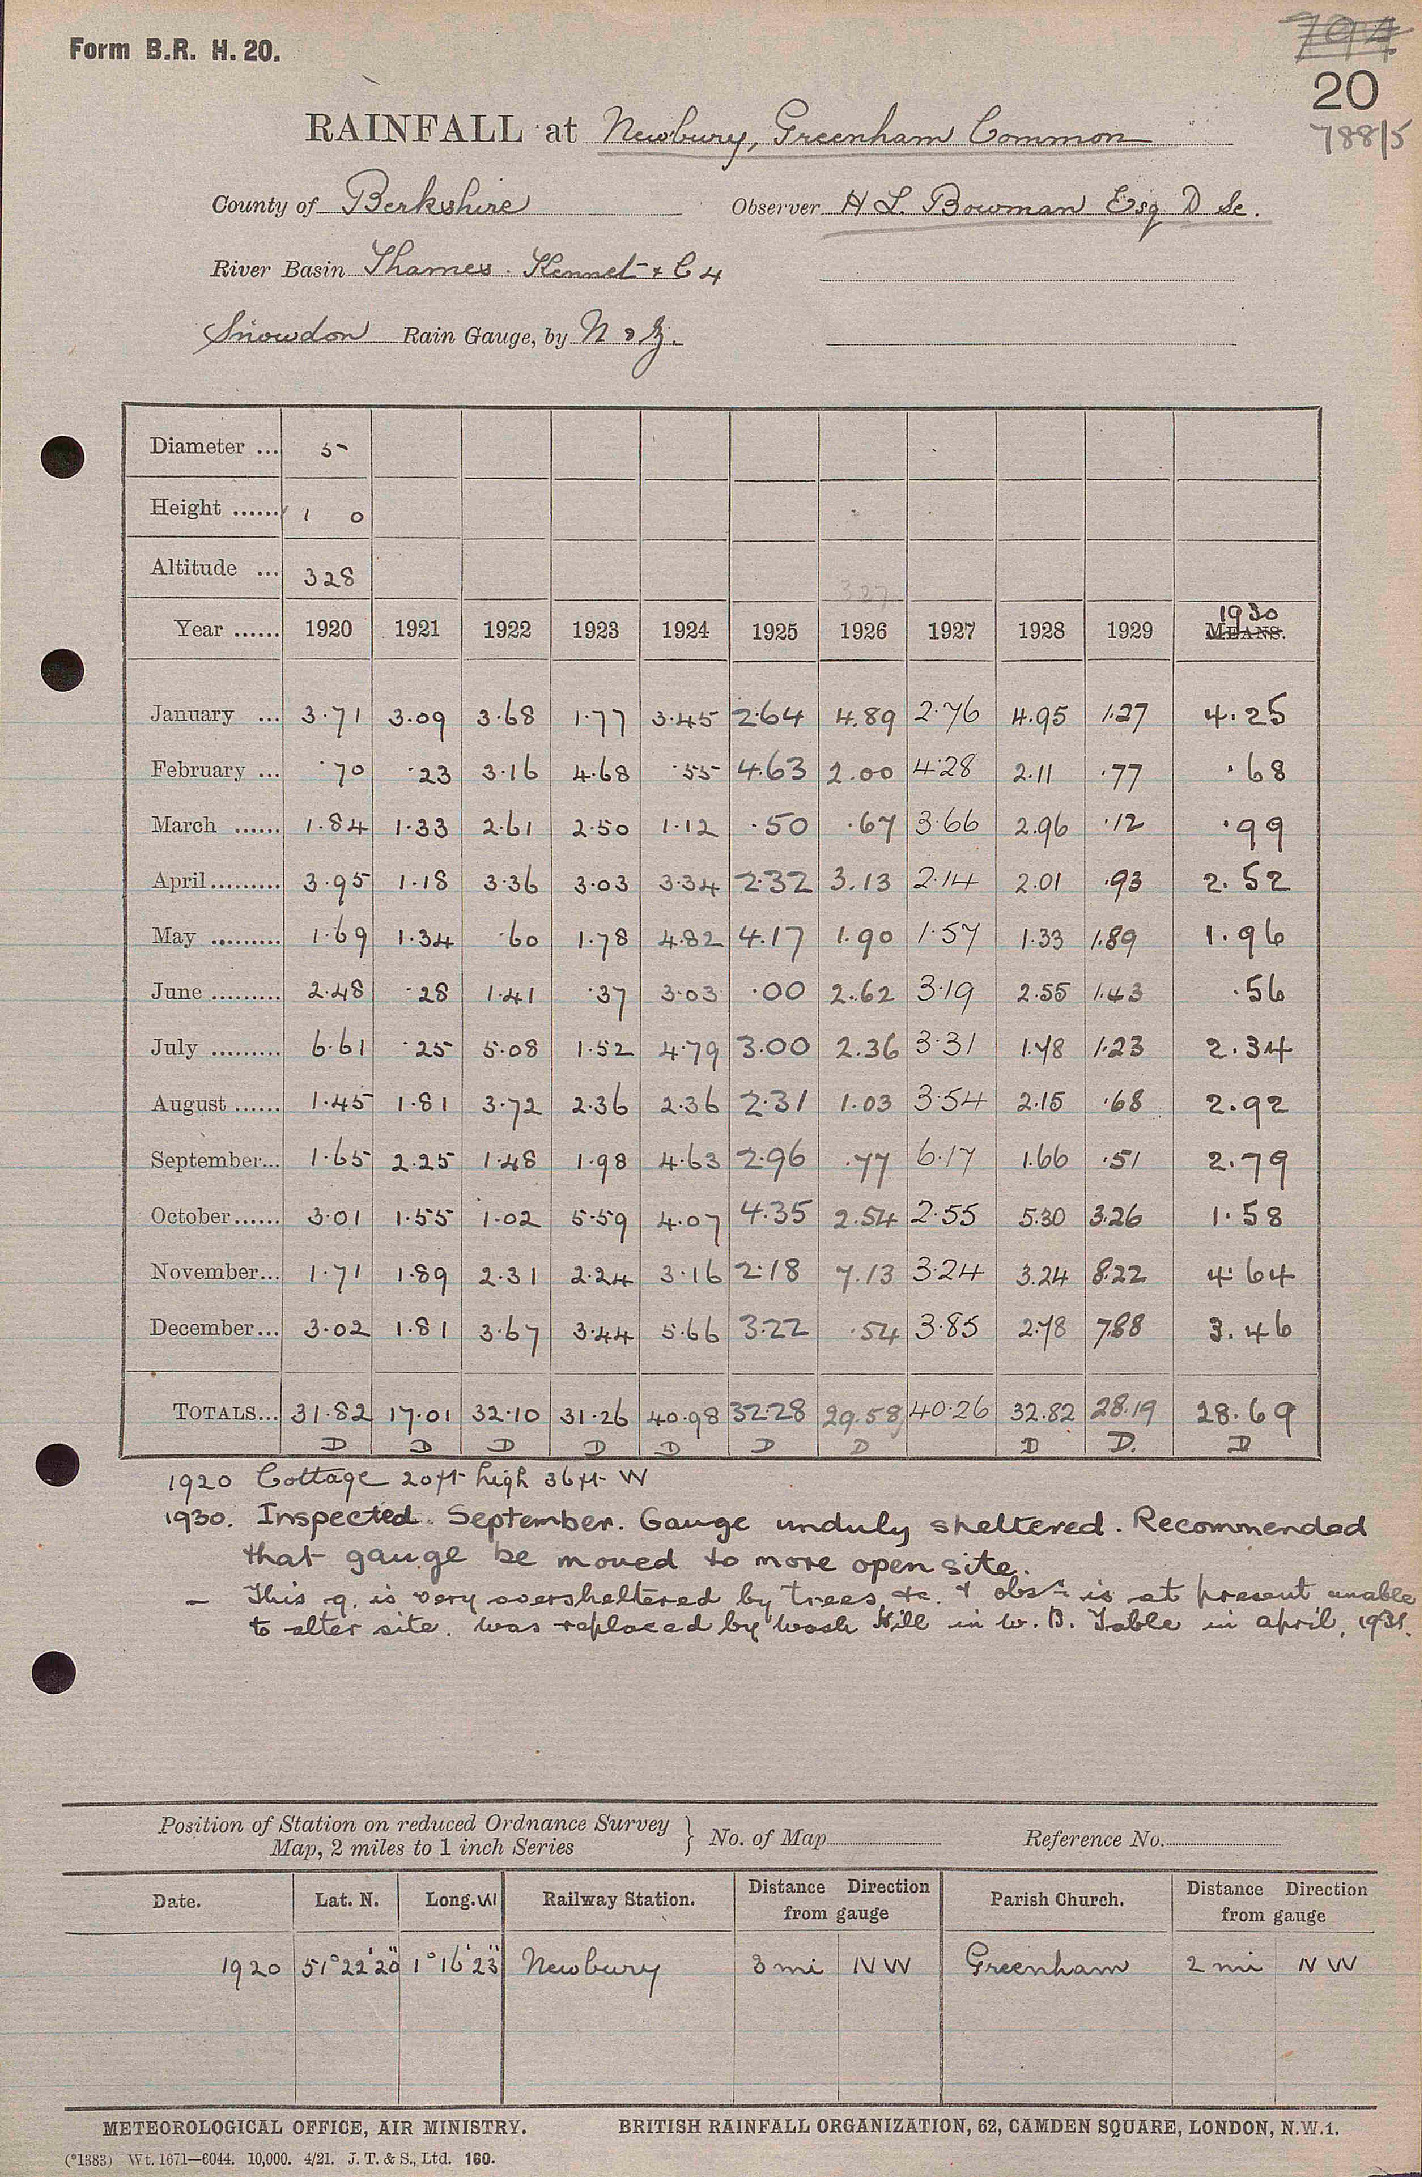 Form B.R. H. 20.
794
20
788/5
RAINFALL at Newbury, Greenham Common
County of Berkshire Observer H L. Bowman Esq D Sc.
River Basin Thames. Kennet + C 4
Snowdon Rain Gauge, by N & Z.
Diameter ... 5
Height ...... 1 0
Altitude ... 328 327
Year ...... 1920 1921 1922 1923 1924 1925 1926 1927 1928 1929 1930 MEANS.
January ... 3.71 3.09 3.68 1.77 3.45 2.64 4.89 2.76 4.95 1.27 4.25
February ... .70 .23 3.16 4.68 .55 4.63 2.00 4.28 2.11 .77 .68
March ...... 1.84 1.33 2.61 2.50 1.12 .50 .67 3.66 2.96 .12 .99
April ......... 3.95 1.18 3.36 3.03 3.34 2.32 3.13 2.14 2.01 .93 2.52
May ......... 1.69 1.34 .60 1.78 4.82 4.17 1.90 1.57 1.33 1.89 1.96
June ......... 2.48 .28 1.41 .37 3.03 .00 2.62 3.19 2.55 1.43 .56
July ......... 6.61 .25 5.08 1.52 4.79 3.00 2.36 3.31 1.78 1.23 2.34
August ...... 1.45 1.81 3.72 2.36 2.36 2.31 1.03 3.54 2.15 .68 2.92
September... 1.65 2.25 1.48 1.98 4.63 2.96 .77 6.17 1.66 .51 2.79
October...... 3.01 1.55 1.02 5.59 4.07 4.35 2.54 2.55 5.30 3.26 1.58
November... 1.71 1.89 2.31 2.24 3.16 2.18 7.13 3.24 3.24 8.22 4.64
December... 3.02 1.81 3.67 3.44 5.66 3.22 .54 3.85 2.78 7.88 3.46
TOTALS... 31.82 17.01 32.10 31.26 40.98 32.28 29.58 40.26 32.82 28.19 28.69
D D D D D D D D D. D
1920 Cottage 20ft high 36ft W
1930. Inspected. September. Gauge unduly sheltered. Recommended
that gauge be moved to more open site.
— This g. is very oversheltered by trees, etc. & obsr. is at present unable
to alter site. Was replaced by Wash Hill in W. B. Table in April, 1931.
Position of Station on reduced Ordnance Survey
Map, 2 miles to 1 inch Series } No. of Map Reference No.
Date. Lat. N. Long. W Railway Station. Distance Direction from gauge Parish Church. Distance Direction from gauge
1920 51° 22' 20" 1° 16' 23" Newbury 3 mi NW Greenham 2 mi NW
METEOROLOGICAL OFFICE, AIR MINISTRY. BRITISH RAINFALL ORGANIZATION, 62, CAMDEN SQUARE, LONDON, N.W.1.
(*1383) Wt. 1671—6044. 10,000. 4/21. J. T. & S., Ltd. 160.